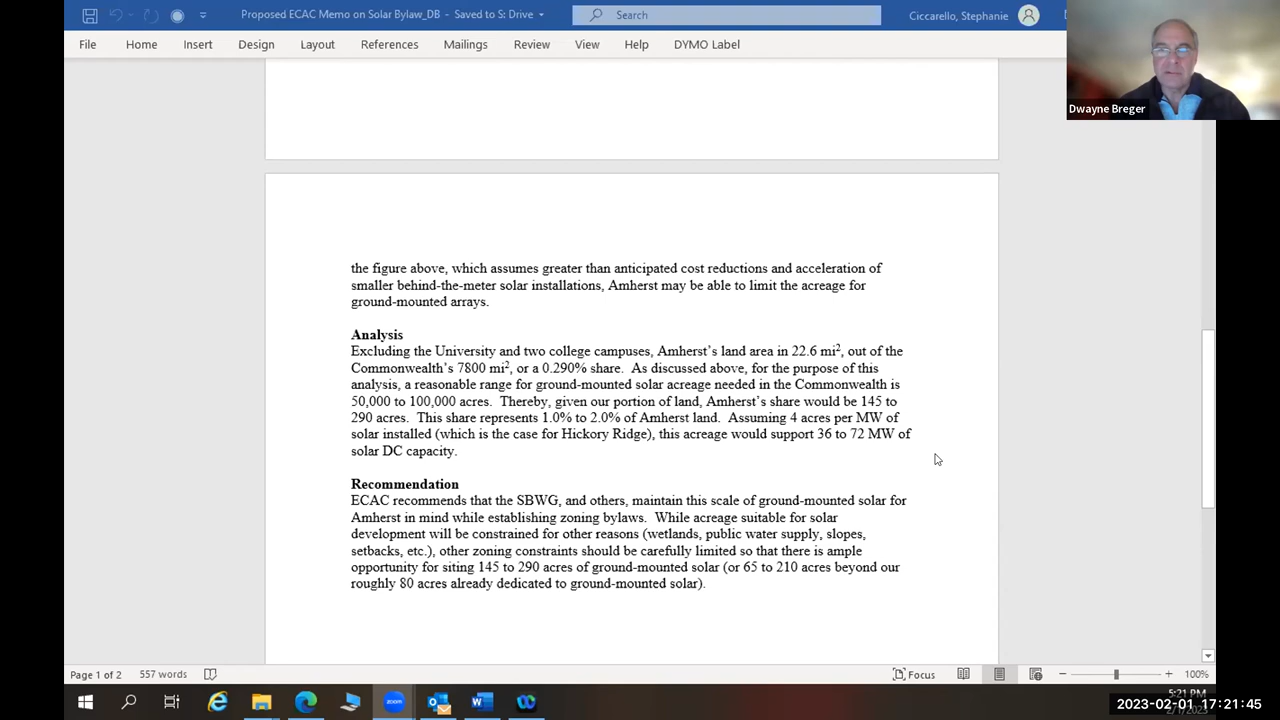 Proposed ECAC Memo on Solar Bylaw_DB - Saved to S: Drive
Search
Ciccarello, Stephanie
File Home Insert Design Layout References Mailings Review View Help DYMO Label
Dwayne Breger
the figure above, which assumes greater than anticipated cost reductions and acceleration of
smaller behind-the-meter solar installations, Amherst may be able to limit the acreage for
ground-mounted arrays.
Analysis
Excluding the University and two college campuses, Amherst's land area in 22.6 mi², out of the
Commonwealth's 7800 mi², or a 0.290% share. As discussed above, for the purpose of this
analysis, a reasonable range for ground-mounted solar acreage needed in the Commonwealth is
50,000 to 100,000 acres. Thereby, given our portion of land, Amherst's share would be 145 to
290 acres. This share represents 1.0% to 2.0% of Amherst land. Assuming 4 acres per MW of
solar installed (which is the case for Hickory Ridge), this acreage would support 36 to 72 MW of
solar DC capacity.
Recommendation
ECAC recommends that the SBWG, and others, maintain this scale of ground-mounted solar for
Amherst in mind while establishing zoning bylaws. While acreage suitable for solar
development will be constrained for other reasons (wetlands, public water supply, slopes,
setbacks, etc.), other zoning constraints should be carefully limited so that there is ample
opportunity for siting 145 to 290 acres of ground-mounted solar (or 65 to 210 acres beyond our
roughly 80 acres already dedicated to ground-mounted solar).
Page 1 of 2 557 words Focus 100%
zoom
5:21 PM
2023-02-01 17:21:45